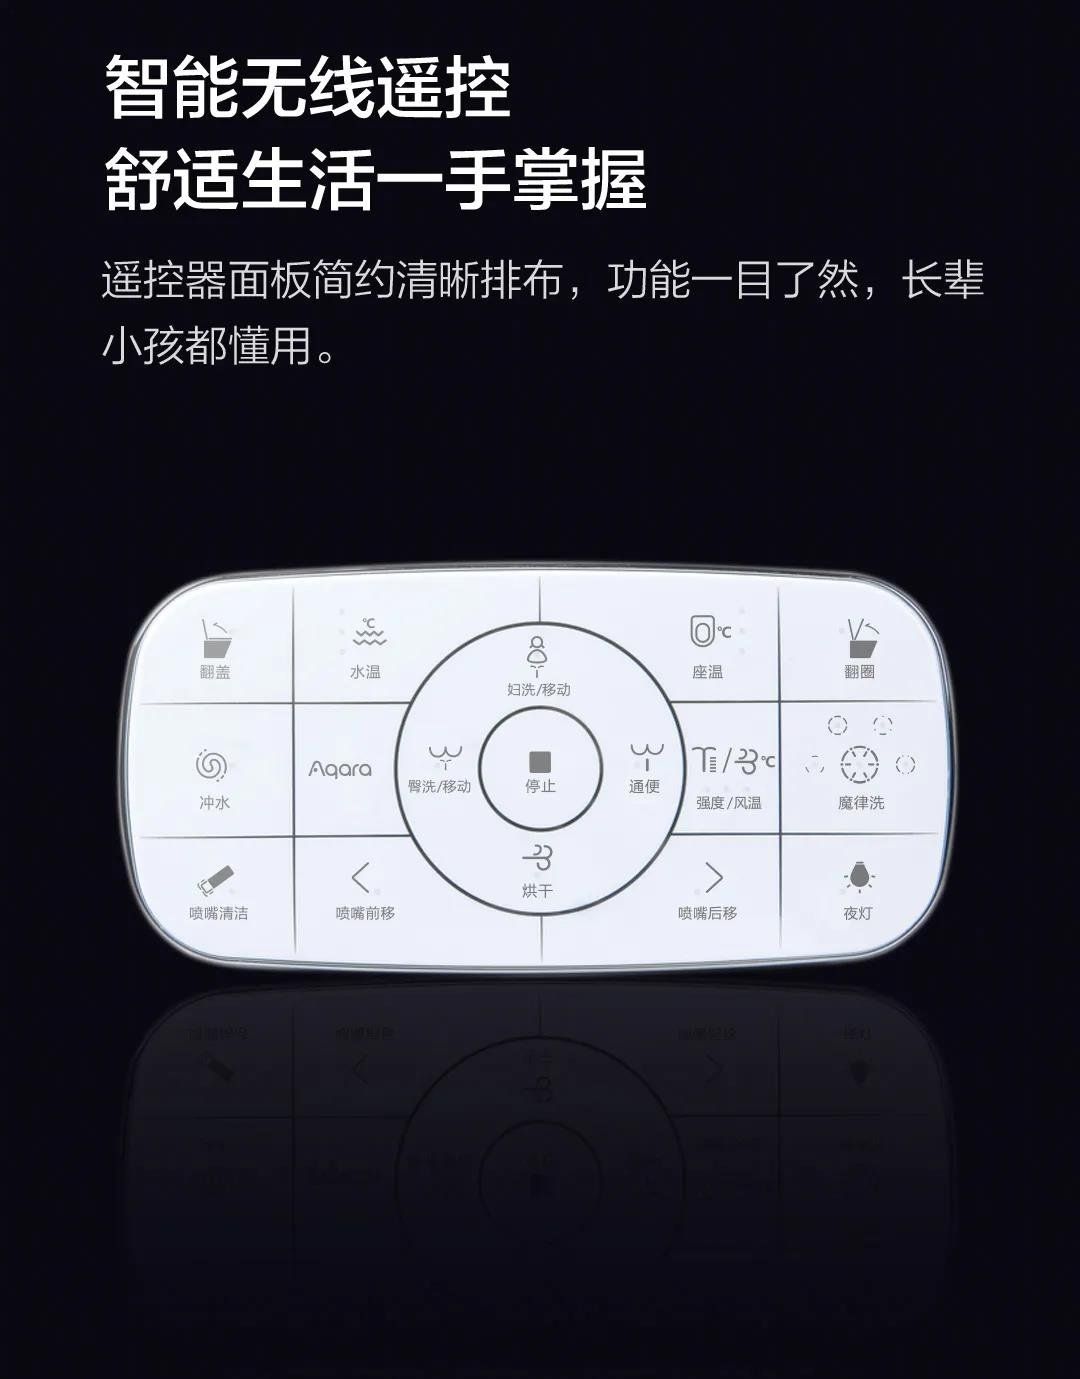 智能无线遥控
舒适生活一手掌握
遥控器面板简约清晰排布，功能一目了然，长辈
小孩都懂用。
翻盖
℃
水温
妇洗/移动
℃
座温
翻圈
冲水
Aqara
臀洗/移动
停止
通便
/ ℃
强度/风温
魔律洗
喷嘴清洁
喷嘴前移
烘干
喷嘴后移
夜灯